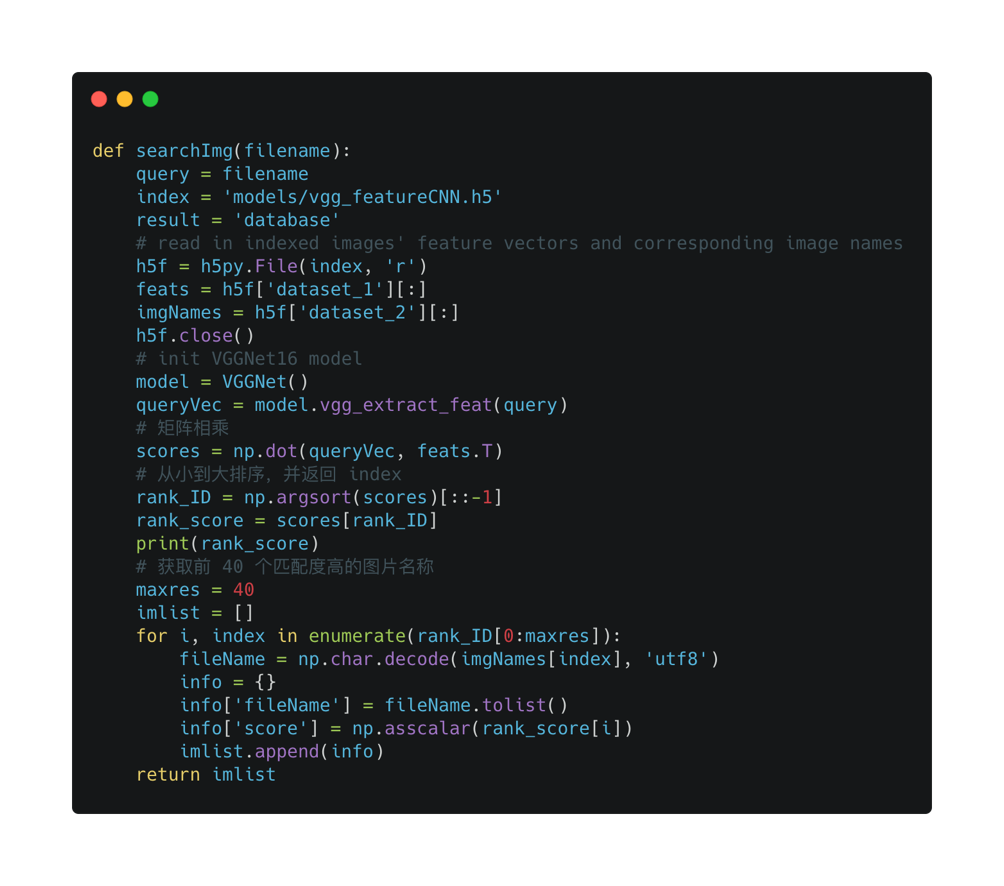 def searchImg(filename):
    query = filename
    index = 'models/vgg_featureCNN.h5'
    result = 'database'
    # read in indexed images' feature vectors and corresponding image names
    h5f = h5py.File(index, 'r')
    feats = h5f['dataset_1'][:]
    imgNames = h5f['dataset_2'][:]
    h5f.close()
    # init VGGNet16 model
    model = VGGNet()
    queryVec = model.vgg_extract_feat(query)
    # 矩阵相乘
    scores = np.dot(queryVec, feats.T)
    # 从小到大排序，并返回 index
    rank_ID = np.argsort(scores)[::-1]
    rank_score = scores[rank_ID]
    print(rank_score)
    # 获取前 40 个匹配度高的图片名称
    maxres = 40
    imlist = []
    for i, index in enumerate(rank_ID[0:maxres]):
        fileName = np.char.decode(imgNames[index], 'utf8')
        info = {}
        info['fileName'] = fileName.tolist()
        info['score'] = np.asscalar(rank_score[i])
        imlist.append(info)
    return imlist